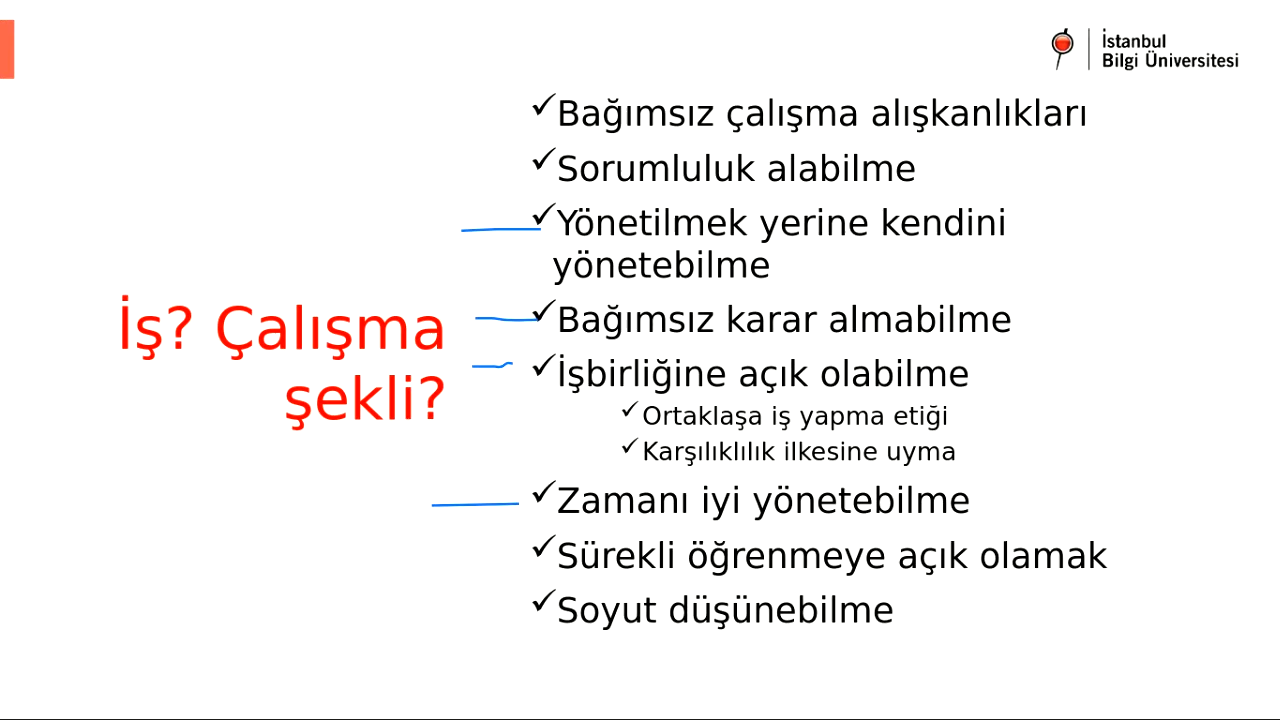 İstanbul
Bilgi Üniversitesi
Bağımsız çalışma alışkanlıkları
Sorumluluk alabilme
Yönetilmek yerine kendini
yönetebilme
İş? Çalışma
şekli?
Bağımsız karar almabilme
İşbirliğine açık olabilme
Ortaklaşa iş yapma etiği
Karşılıklılık ilkesine uyma
Zamanı iyi yönetebilme
Sürekli öğrenmeye açık olamak
Soyut düşünebilme